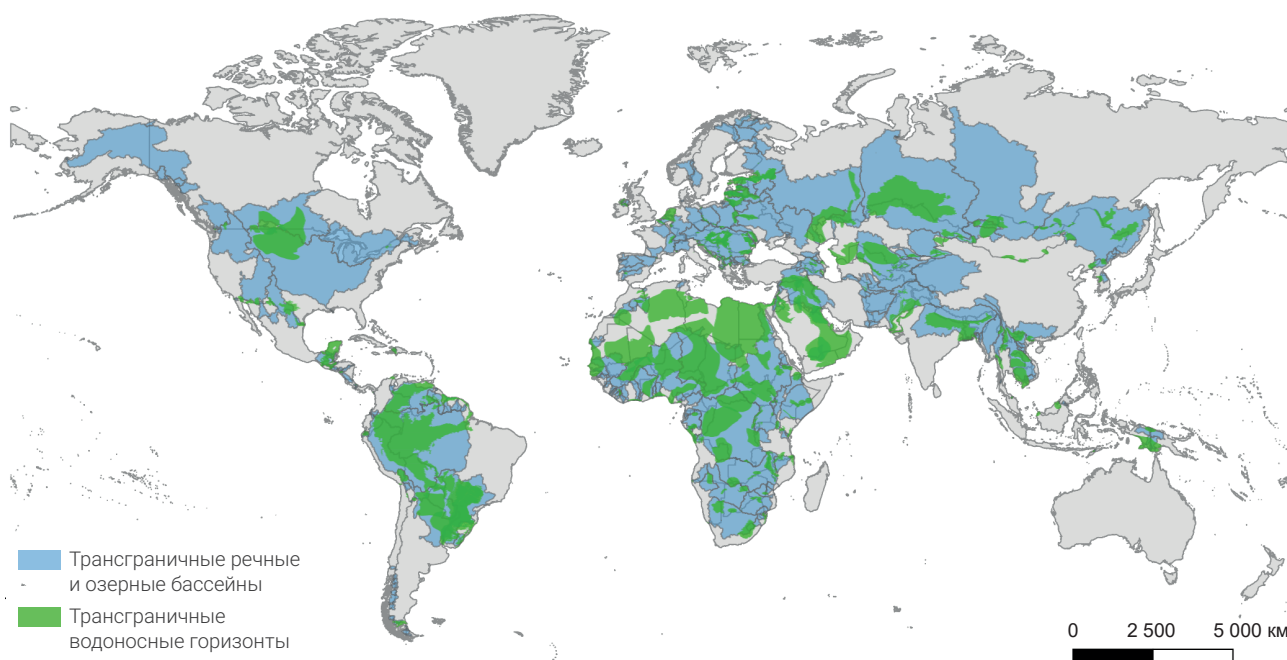 Трансграничные речные
и озерные бассейны
Трансграничные
водоносные горизонты
0 2 500 5 000 км